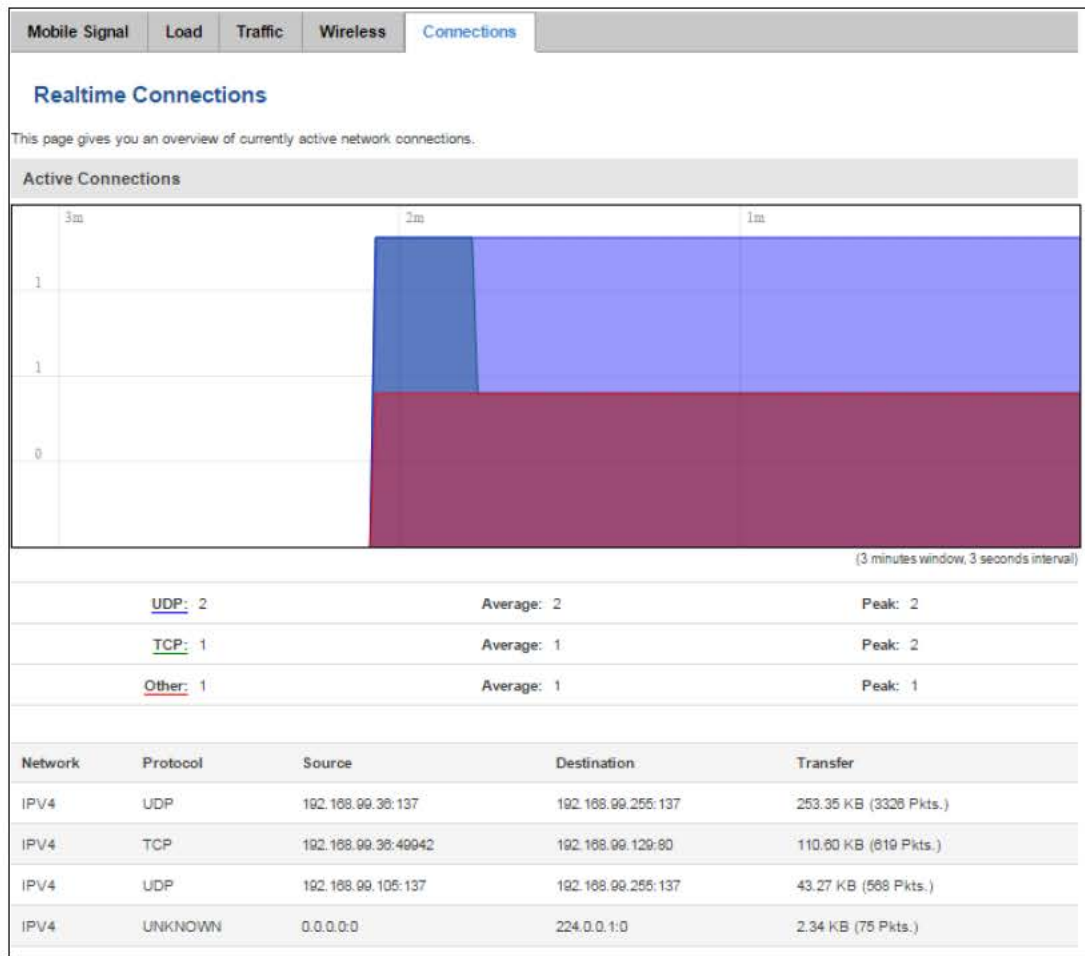 Mobile Signal Load Traffic Wireless Connections
Realtime Connections
This page gives you an overview of currently active network connections.
Active Connections
3m 2m 1m
1
1
0
(3 minutes window, 3 seconds interval)
UDP: 2 Average: 2 Peak: 2
TCP: 1 Average: 1 Peak: 2
Other: 1 Average: 1 Peak: 1
Network Protocol Source Destination Transfer
IPV4 UDP 192.168.99.36:137 192.168.99.255:137 253.35 KB (3326 Pkts.)
IPV4 TCP 192.168.99.36:49942 192.168.99.129:80 110.60 KB (619 Pkts.)
IPV4 UDP 192.168.99.105:137 192.168.99.255:137 43.27 KB (568 Pkts.)
IPV4 UNKNOWN 0.0.0.0:0 224.0.0.1:0 2.34 KB (75 Pkts.)